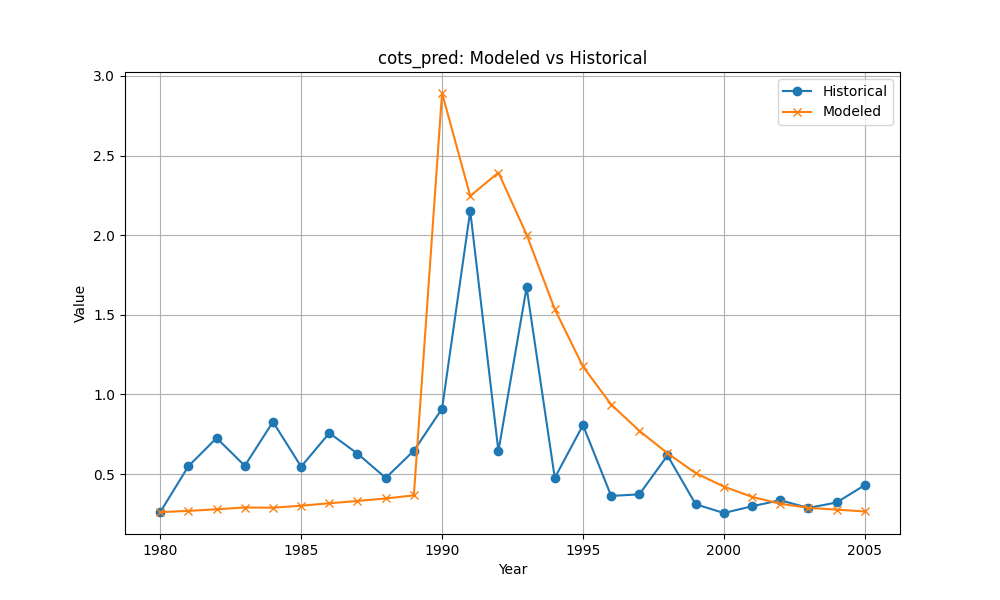 cots_pred: Modeled vs Historical
Historical
Modeled
Value
3.0
2.5
2.0
1.5
1.0
0.5
1980 1985 1990 1995 2000 2005
Year